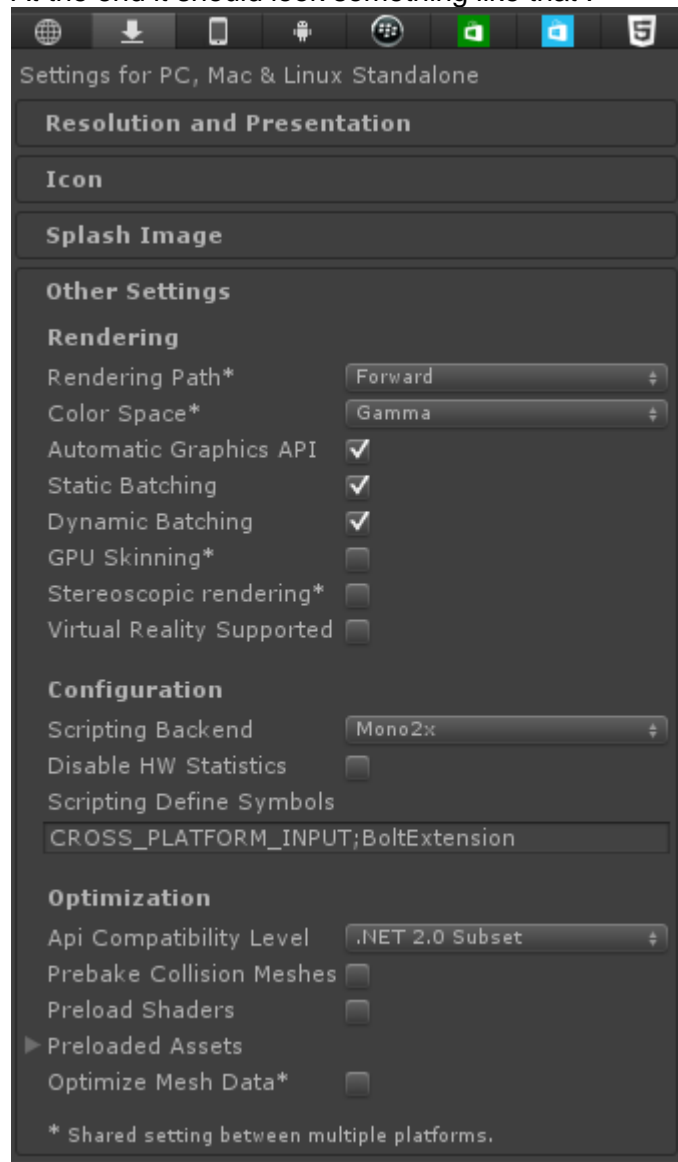 Settings for PC, Mac & Linux Standalone
Resolution and Presentation
Icon
Splash Image
Other Settings
Rendering
Rendering Path* Forward
Color Space* Gamma
Automatic Graphics API
Static Batching
Dynamic Batching
GPU Skinning*
Stereoscopic rendering*
Virtual Reality Supported
Configuration
Scripting Backend Mono2x
Disable HW Statistics
Scripting Define Symbols
CROSS_PLATFORM_INPUT;BoltExtension
Optimization
Api Compatibility Level .NET 2.0 Subset
Prebake Collision Meshes
Preload Shaders
Preloaded Assets
Optimize Mesh Data*
* Shared setting between multiple platforms.